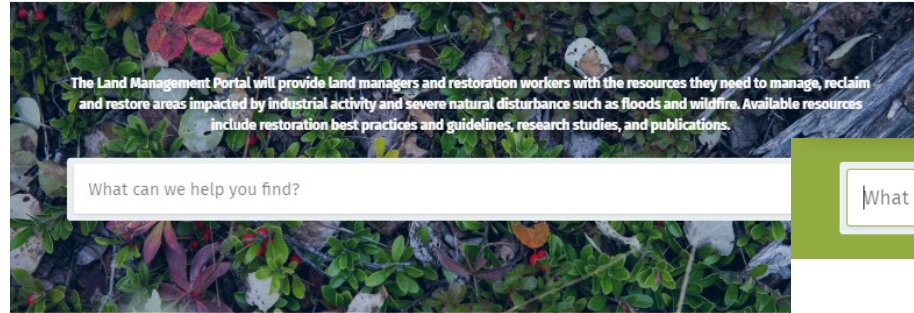 The Land Management Portal will provide land managers and restoration workers with the resources they need to manage, reclaim
and restore areas impacted by industrial activity and severe natural disturbance such as floods and wildfire. Available resources
include restoration best practices and guidelines, research studies, and publications.
What can we help you find?
What